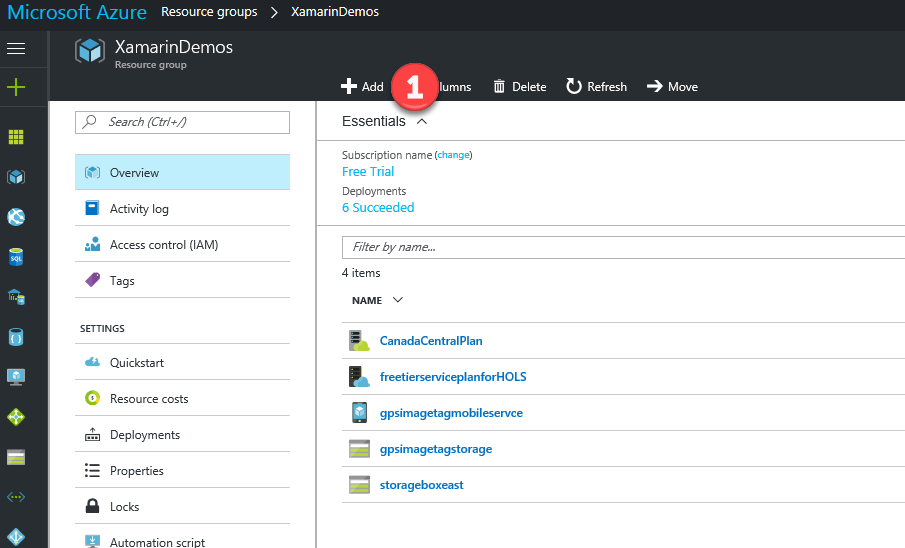 Microsoft Azure Resource groups > XamarinDemos
XamarinDemos
Resource group
Add 1 lumns Delete Refresh Move
Search (Ctrl+/)
Essentials
Subscription name (change)
Free Trial
Deployments
6 Succeeded
Overview
Activity log
Access control (IAM)
Tags
SETTINGS
Quickstart
Resource costs
Deployments
Properties
Locks
Automation script
Filter by name...
4 items
NAME
CanadaCentralPlan
freetierserviceplanforHOLS
gpsimagetagmobileservce
gpsimagetagstorage
storageboxeast
SQL